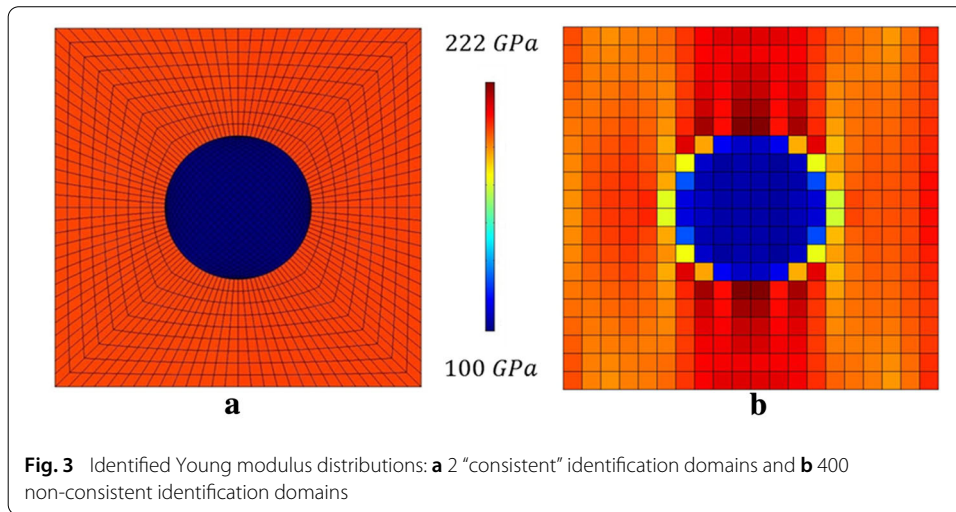 222 GPa
100 GPa
a
b
Fig. 3 Identified Young modulus distributions: a 2 “consistent” identification domains and b 400
non-consistent identification domains